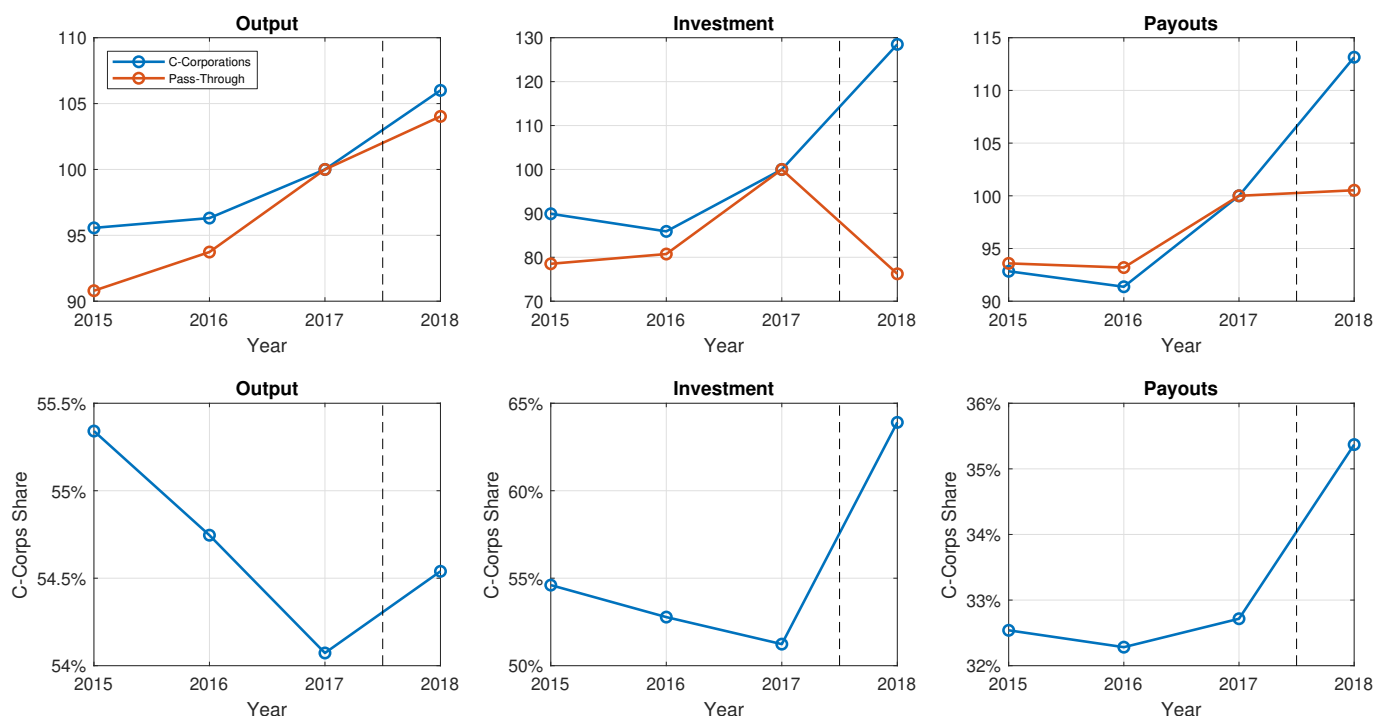 Output
110
105
100
95
90
C-Corporations
Pass-Through
2015 2016 2017 2018
Year
Investment
130
120
110
100
90
80
70
2015 2016 2017 2018
Year
Payouts
115
110
105
100
95
90
2015 2016 2017 2018
Year
Output
C-Corps Share
55.5%
55%
54.5%
54%
2015 2016 2017 2018
Year
Investment
C-Corps Share
65%
60%
55%
50%
2015 2016 2017 2018
Year
Payouts
C-Corps Share
36%
35%
34%
33%
32%
2015 2016 2017 2018
Year